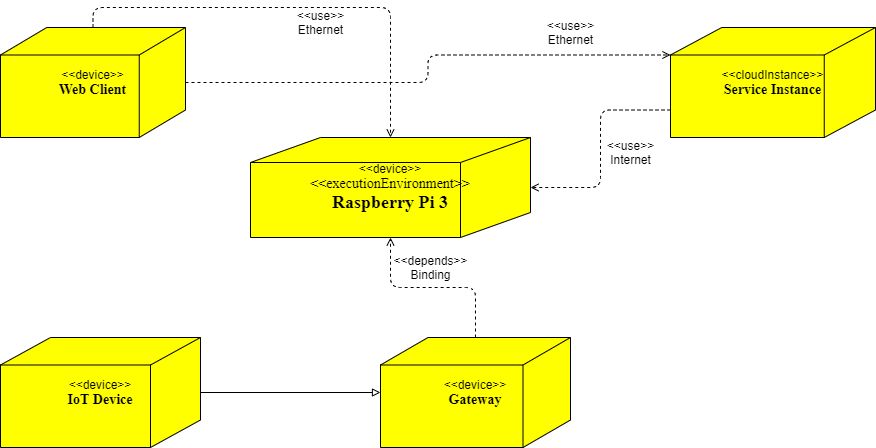 <<use>>
Ethernet
<<use>>
Ethernet
<<device>>
Web Client
<<cloudInstance>>
Service Instance
<<use>>
Internet
<<device>>
<<executionEnvironment>>
Raspberry Pi 3
<<depends>>
Binding
<<device>>
IoT Device
<<device>>
Gateway